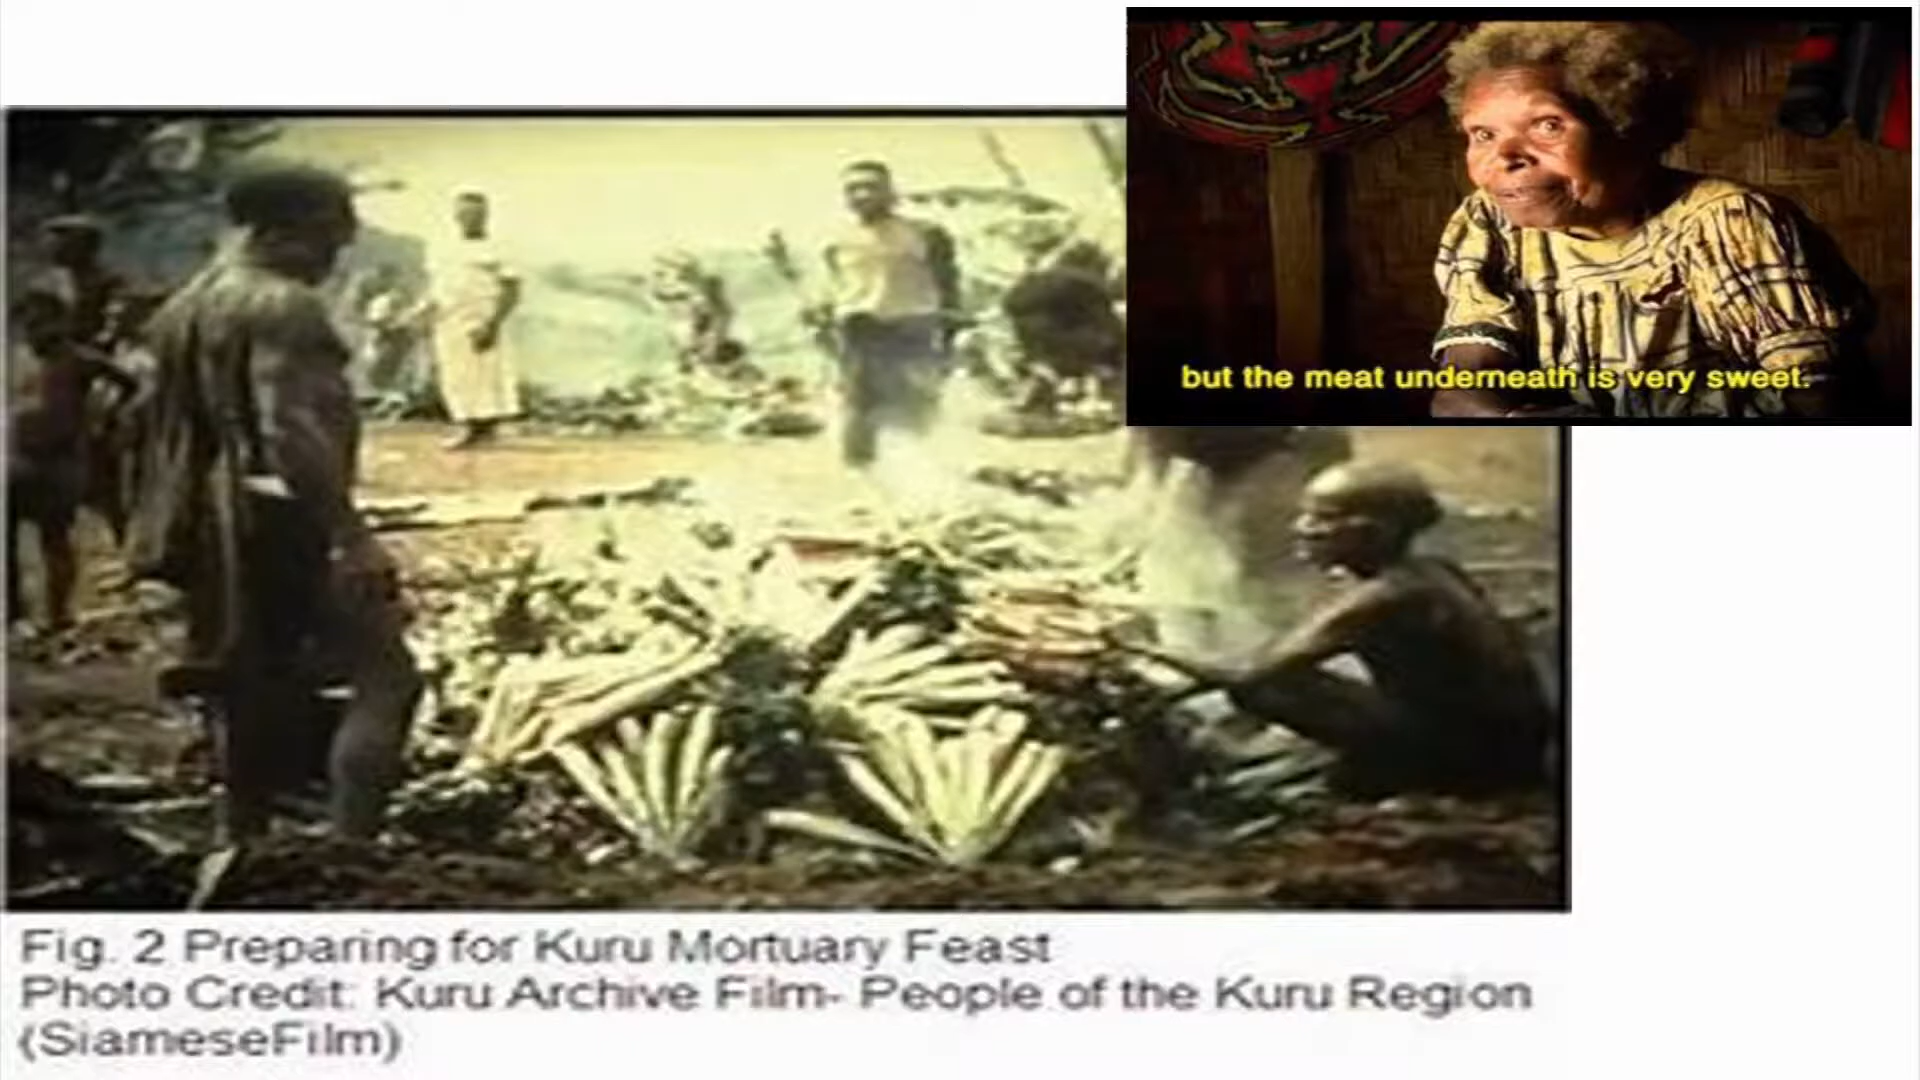 but the meat underneath is very sweet.
Fig. 2 Preparing for Kuru Mortuary Feast
Photo Credit: Kuru Archive Film- People of the Kuru Region
(SiameseFilm)